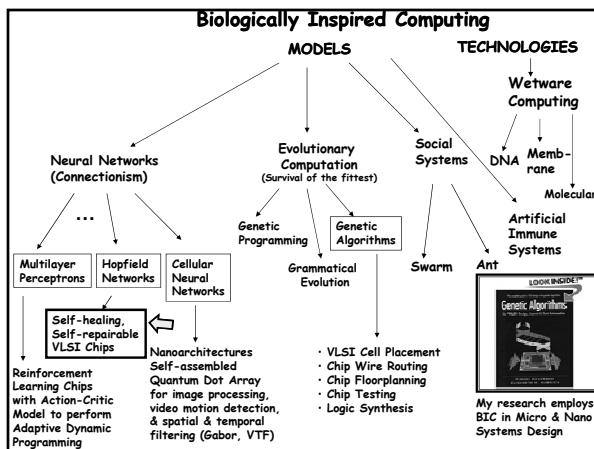 Biologically Inspired Computing
MODELS
TECHNOLOGIES
Wetware
Computing
DNA
Memb-
rane
Molecular
Neural Networks
(Connectionism)
Evolutionary
Computation
(Survival of the fittest)
Social
Systems
Artificial
Immune
Systems
...
Genetic
Programming
Genetic
Algorithms
Grammatical
Evolution
Swarm
Ant
Multilayer
Perceptrons
Hopfield
Networks
Cellular
Neural
Networks
Self-healing,
Self-repairable
VLSI Chips
Reinforcement
Learning Chips
with Action-Critic
Model to perform
Adaptive Dynamic
Programming
Nanoarchitectures
Self-assembled
Quantum Dot Array
for image processing,
video motion detection,
& spatial & temporal
filtering (Gabor, VTF)
· VLSI Cell Placement
· Chip Wire Routing
· Chip Floorplanning
· Chip Testing
· Logic Synthesis
LOOK INSIDE!
Genetic Algorithms
My research employs
BIC in Micro & Nano
Systems Design